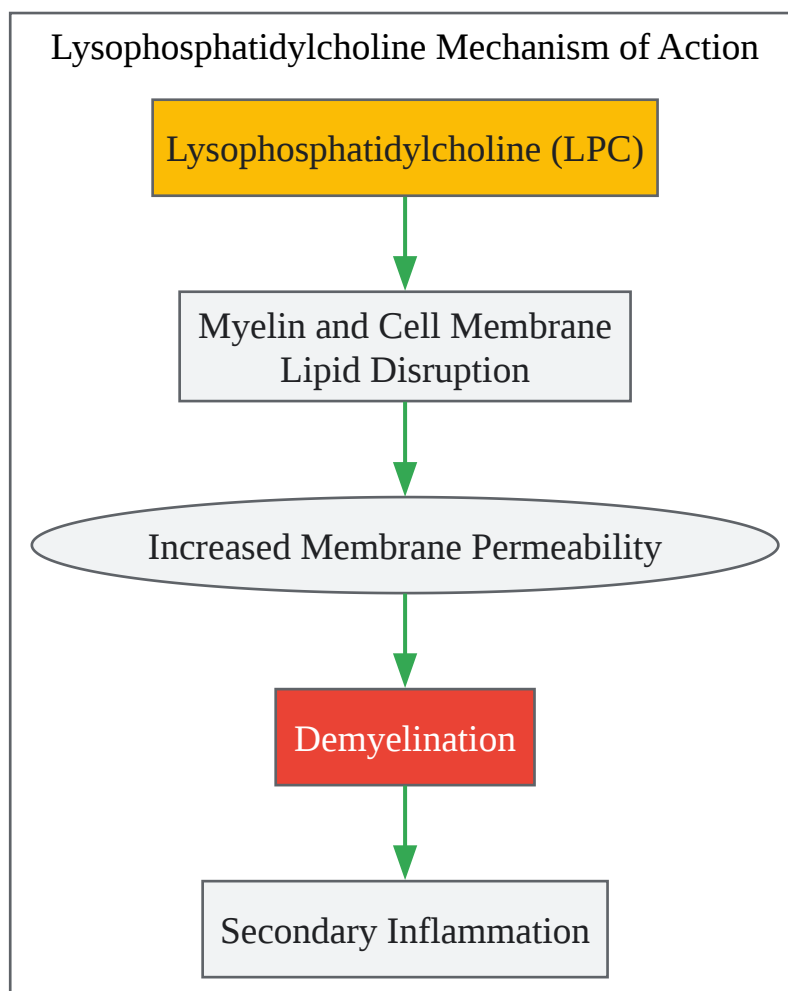 Lysophosphatidylcholine Mechanism of Action
Lysophosphatidylcholine (LPC)
Myelin and Cell Membrane
Lipid Disruption
Increased Membrane Permeability
Demyelination
Secondary Inflammation